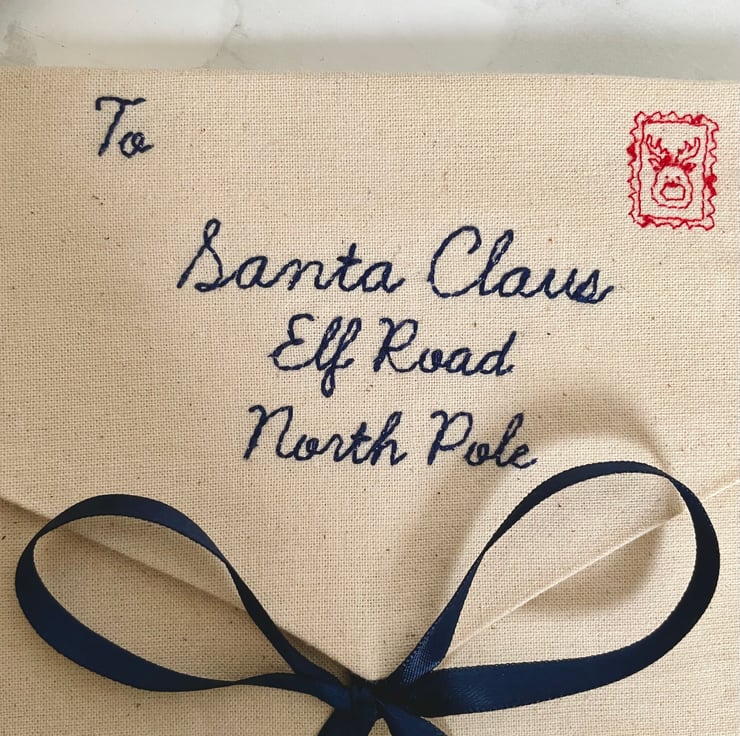 To
Santa Claus
Elf Road
North Pole